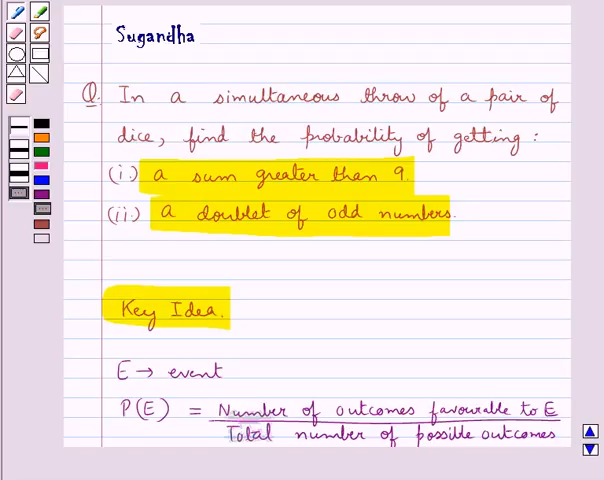 Sugandha
Q. In a simultaneous throw of a pair of
dice, find the probability of getting :
(i.) a sum greater than 9.
(ii.) a doublet of odd numbers.
Key Idea.
E → event
P(E) = Number of outcomes favourable to E
Total number of possible outcomes